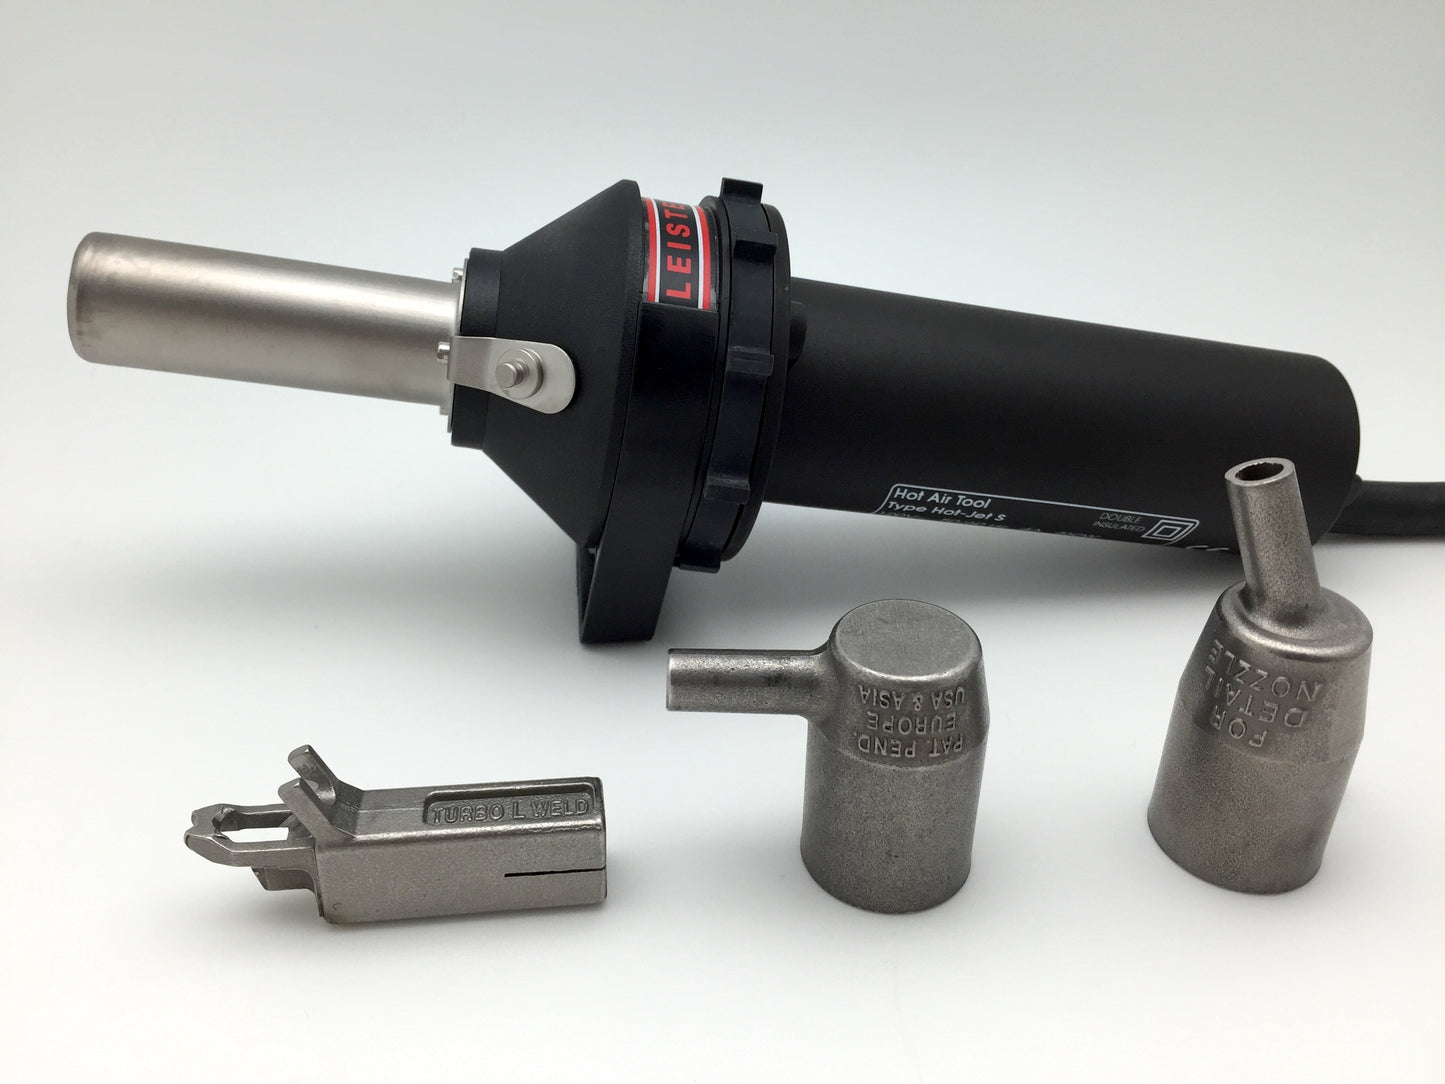 LEISTE
Hot Air Tool
Type Hot-Jet S
DOUBLE
INSULATED
CE
TURBO L WELD
PAT. PEND.
EUROPE
USA & ASIA
FOR
DETAIL
NOZZLE